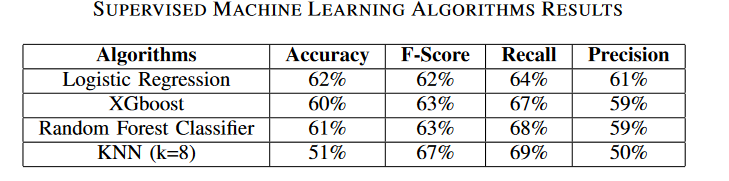 SUPERVISED MACHINE LEARNING ALGORITHMS RESULTS
Algorithms Accuracy F-Score Recall Precision
Logistic Regression 62% 62% 64% 61%
XGboost 60% 63% 67% 59%
Random Forest Classifier 61% 63% 68% 59%
KNN (k=8) 51% 67% 69% 50%